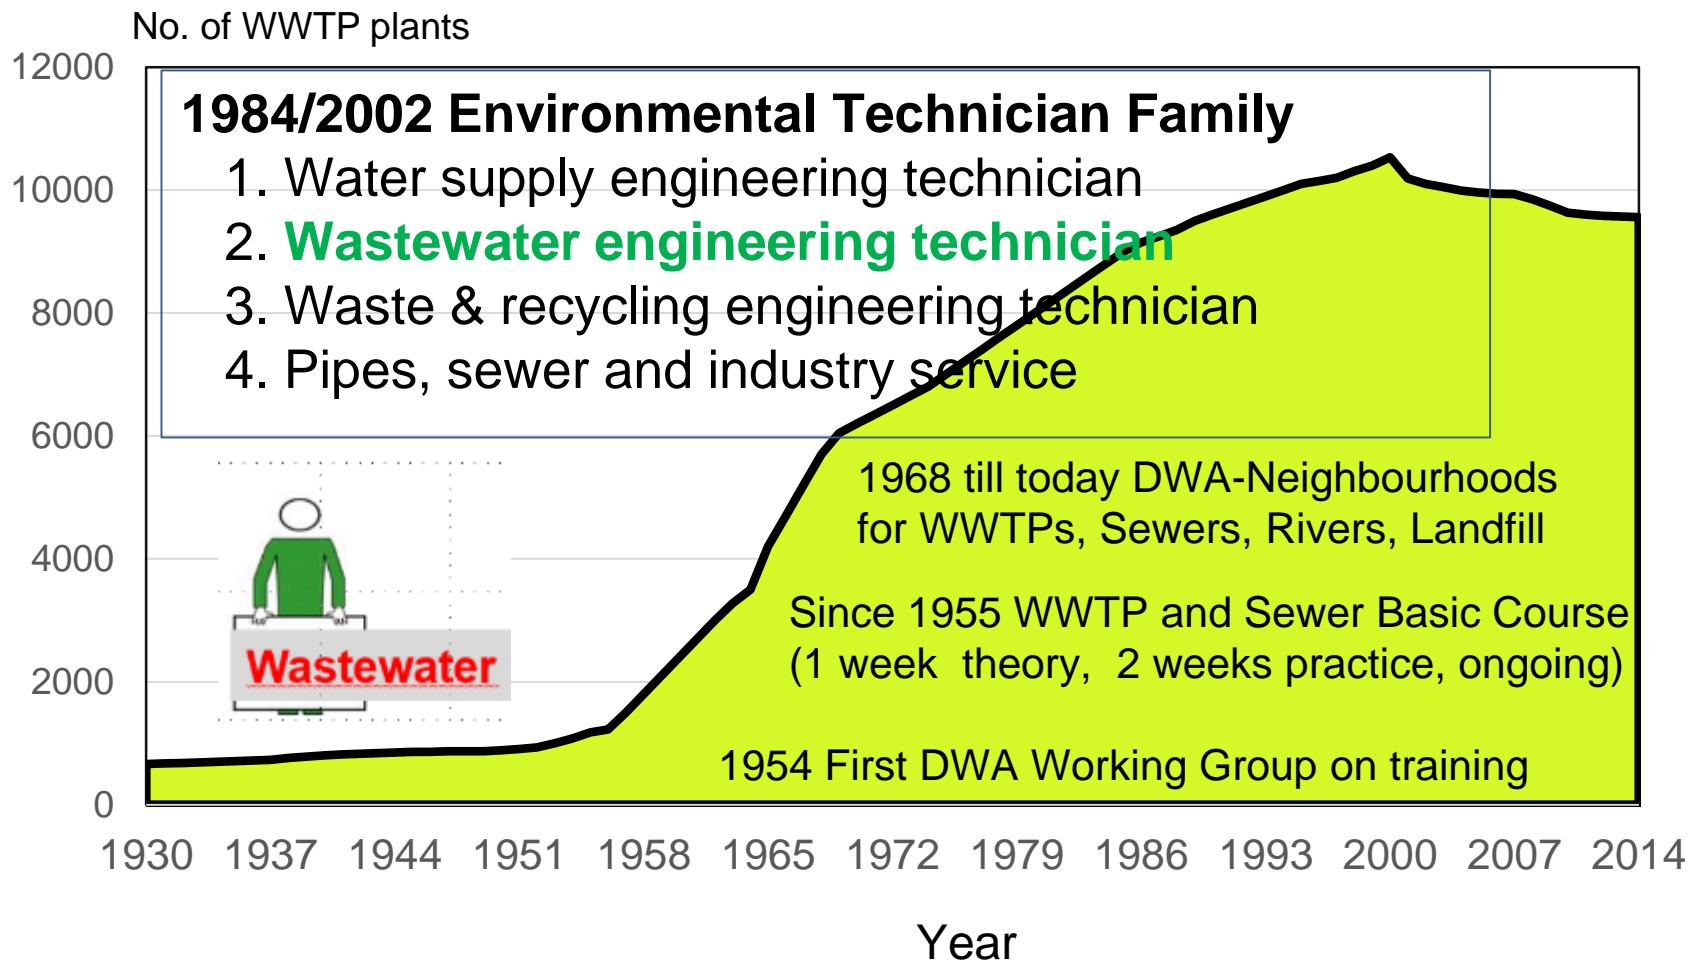 No. of WWTP plants
12000
10000
8000
6000
4000
2000
0
1984/2002 Environmental Technician Family
1. Water supply engineering technician
2. Wastewater engineering technician
3. Waste & recycling engineering technician
4. Pipes, sewer and industry service
1968 till today DWA-Neighbourhoods
for WWTPs, Sewers, Rivers, Landfill
Since 1955 WWTP and Sewer Basic Course
(1 week theory, 2 weeks practice, ongoing)
Wastewater
1954 First DWA Working Group on training
1930 1937 1944 1951 1958 1965 1972 1979 1986 1993 2000 2007 2014
Year